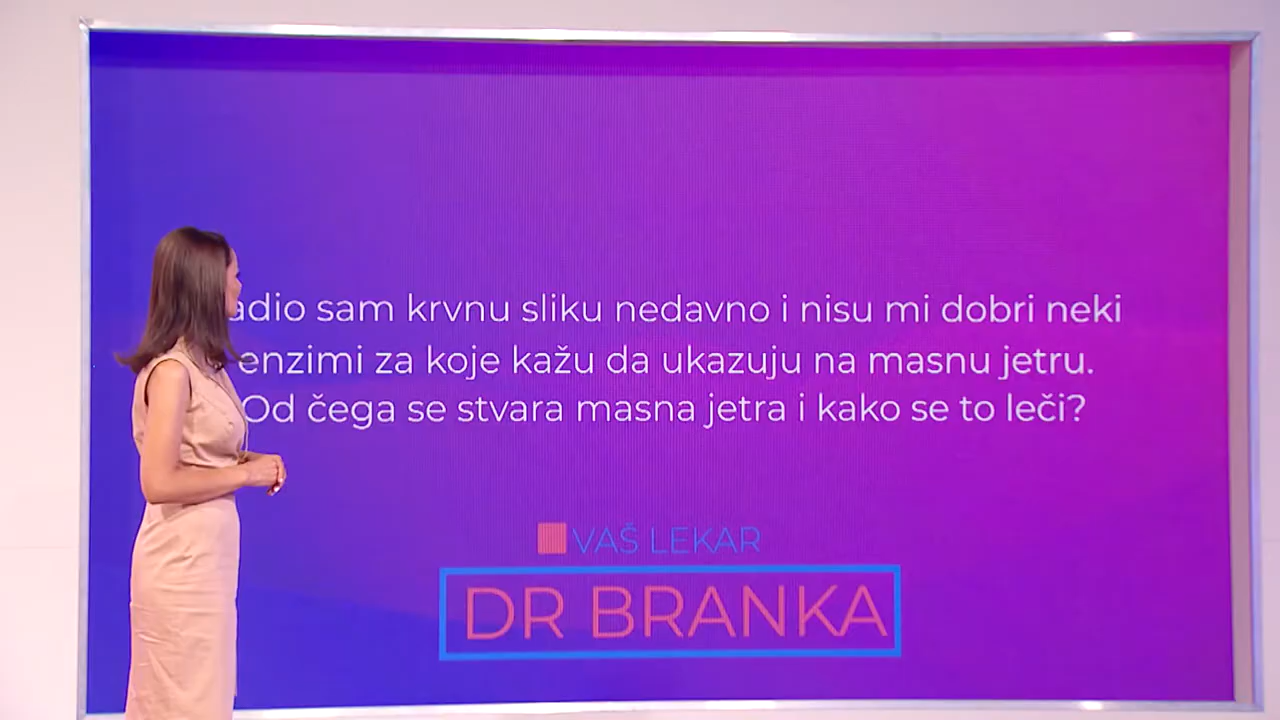 adio sam krvnu sliku nedavno i nisu mi dobri neki
enzimi za koje kažu da ukazuju na masnu jetru.
Od čega se stvara masna jetra i kako se to leči?
VAŠ LEKAR
DR BRANKA